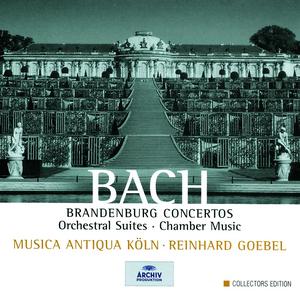 BACH
BRANDENBURG CONCERTOS
Orchestral Suites · Chamber Music
MUSICA ANTIQUA KÖLN · REINHARD GOEBEL
ARCHIV
PRODUKTION
COLLECTORS EDITION